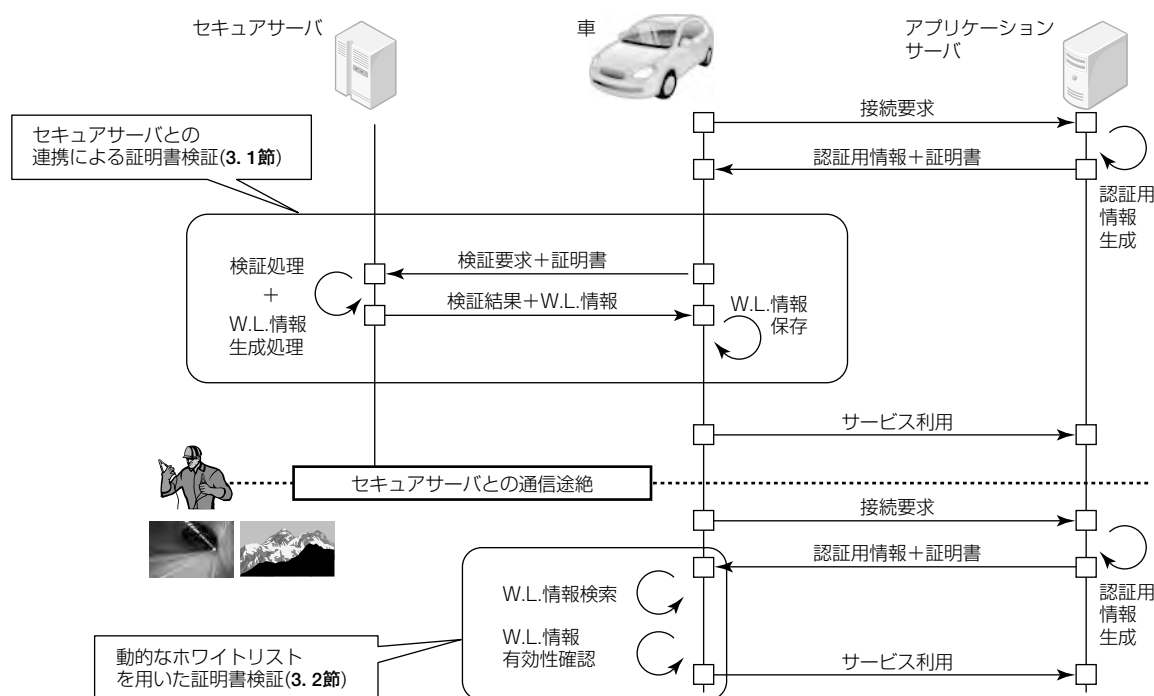 セキュアサーバ
車
アプリケーション
サーバ
接続要求
セキュアサーバとの
連携による証明書検証(3. 1節)
認証用情報＋証明書
認証用
情報
生成
検証処理
＋
W.L.情報
生成処理
検証要求＋証明書
検証結果＋W.L.情報
W.L.情報
保存
サービス利用
セキュアサーバとの通信途絶
接続要求
認証用情報＋証明書
認証用
情報
生成
W.L.情報検索
W.L.情報
有効性確認
動的なホワイトリスト
を用いた証明書検証(3. 2節)
サービス利用